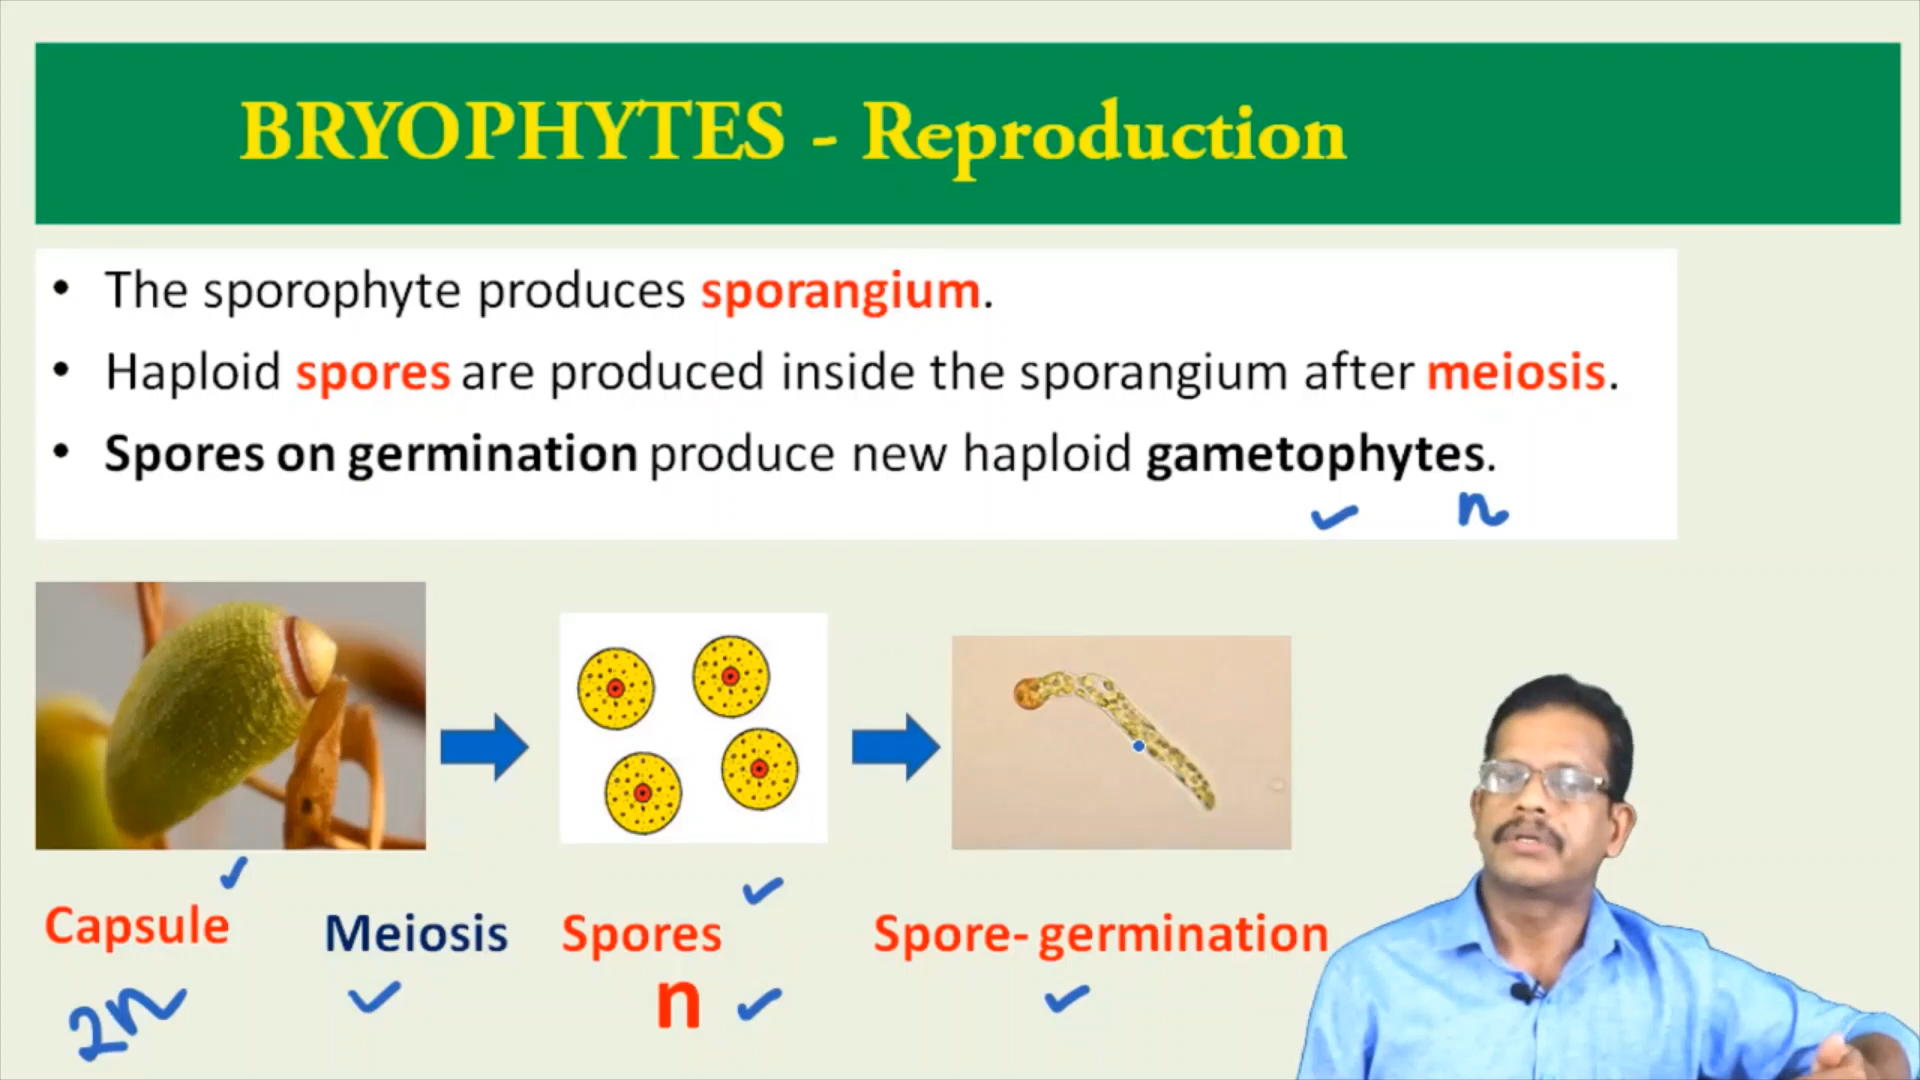 BRYOPHYTES - Reproduction
• The sporophyte produces sporangium.
• Haploid spores are produced inside the sporangium after meiosis.
• Spores on germination produce new haploid gametophytes.
n
Capsule Meiosis Spores Spore- germination
2n n